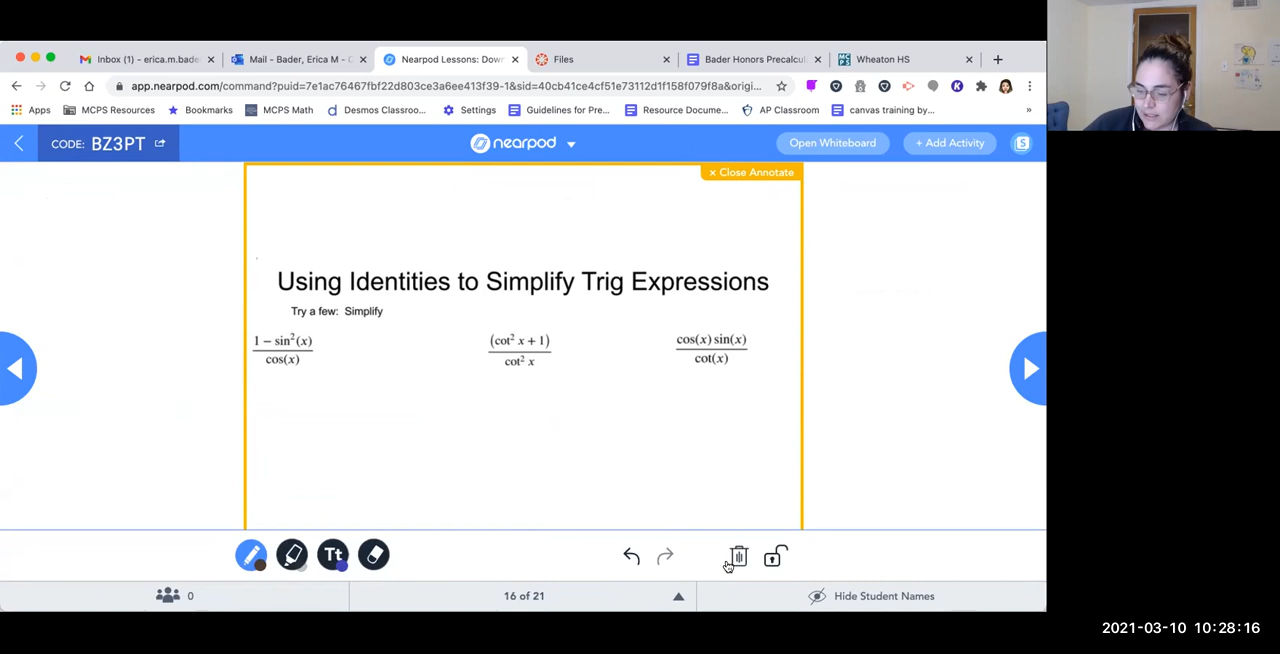 Inbox (1) - erica.m.bade
Mail - Bader, Erica M -
Nearpod Lessons: Down
Files
Bader Honors Precalcu
Wheaton HS
app.nearpod.com/command?puid=7e1ac76467fbf22d803ce3a6ee413f39-1&sid=40cb41ce4cf51e73112d1f158f079f8a&origi...
Apps
MCPS Resources
Bookmarks
MCPS Math
Desmos Classroo...
Settings
Guidelines for Pre...
Resource Docume...
AP Classroom
canvas training by...
»
CODE: BZ3PT
nearpod
Open Whiteboard
+ Add Activity
S
× Close Annotate
Using Identities to Simplify Trig Expressions
Try a few: Simplify
1 − sin²(x)
cos(x)
(cot² x + 1)
cot² x
cos(x) sin(x)
cot(x)
Tt
0
16 of 21
Hide Student Names
2021-03-10 10:28:16